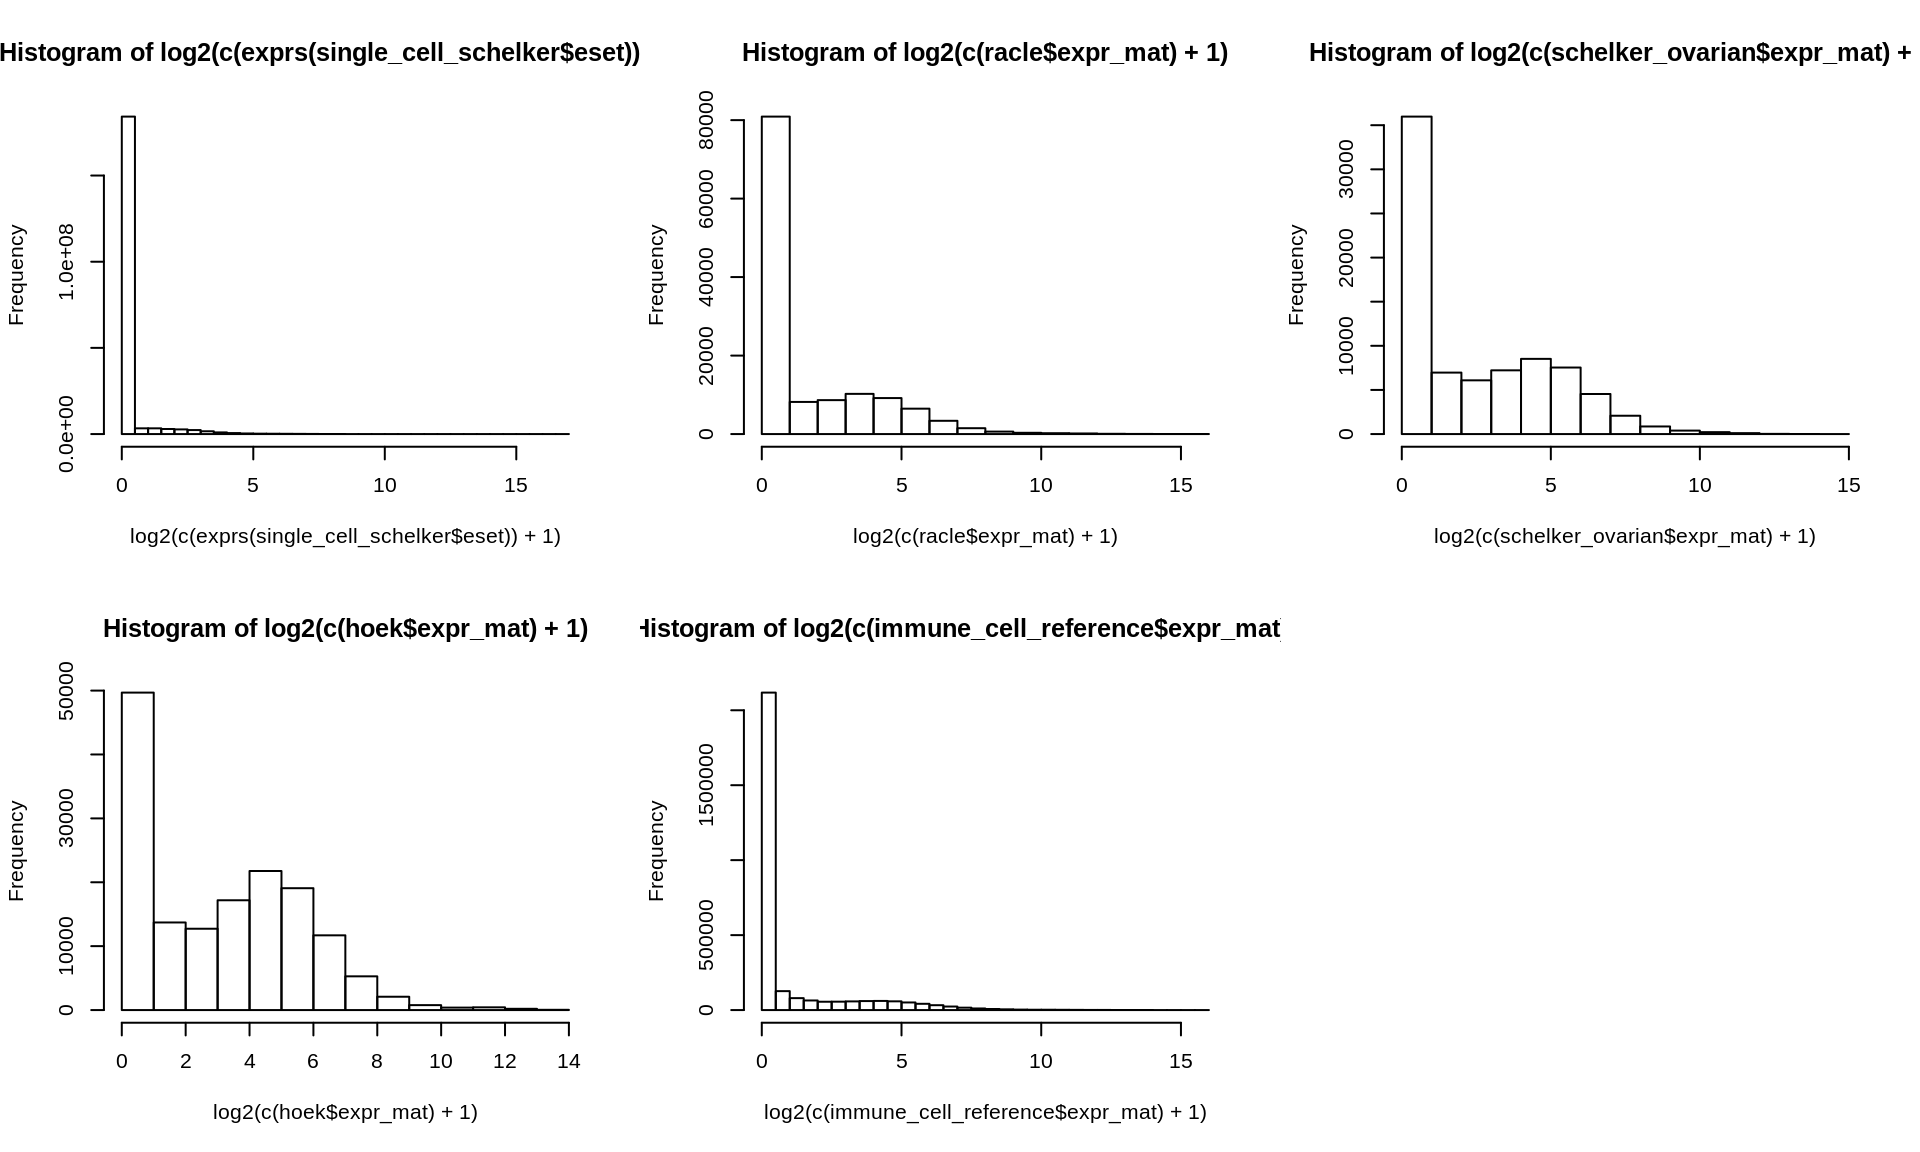 Histogram of log2(c(exprs(single_cell_schelker$eset))
Frequency
0.0e+00 1.0e+08
0 5 10 15
log2(c(exprs(single_cell_schelker$eset)) + 1)
Histogram of log2(c(racle$expr_mat) + 1)
Frequency
0 20000 40000 60000 80000
0 5 10 15
log2(c(racle$expr_mat) + 1)
Histogram of log2(c(schelker_ovarian$expr_mat) +
Frequency
0 10000 20000 30000
0 5 10 15
log2(c(schelker_ovarian$expr_mat) + 1)
Histogram of log2(c(hoek$expr_mat) + 1)
Frequency
0 10000 30000 50000
0 2 4 6 8 10 12 14
log2(c(hoek$expr_mat) + 1)
Histogram of log2(c(immune_cell_reference$expr_mat)
Frequency
0 500000 1500000
0 5 10 15
log2(c(immune_cell_reference$expr_mat) + 1)